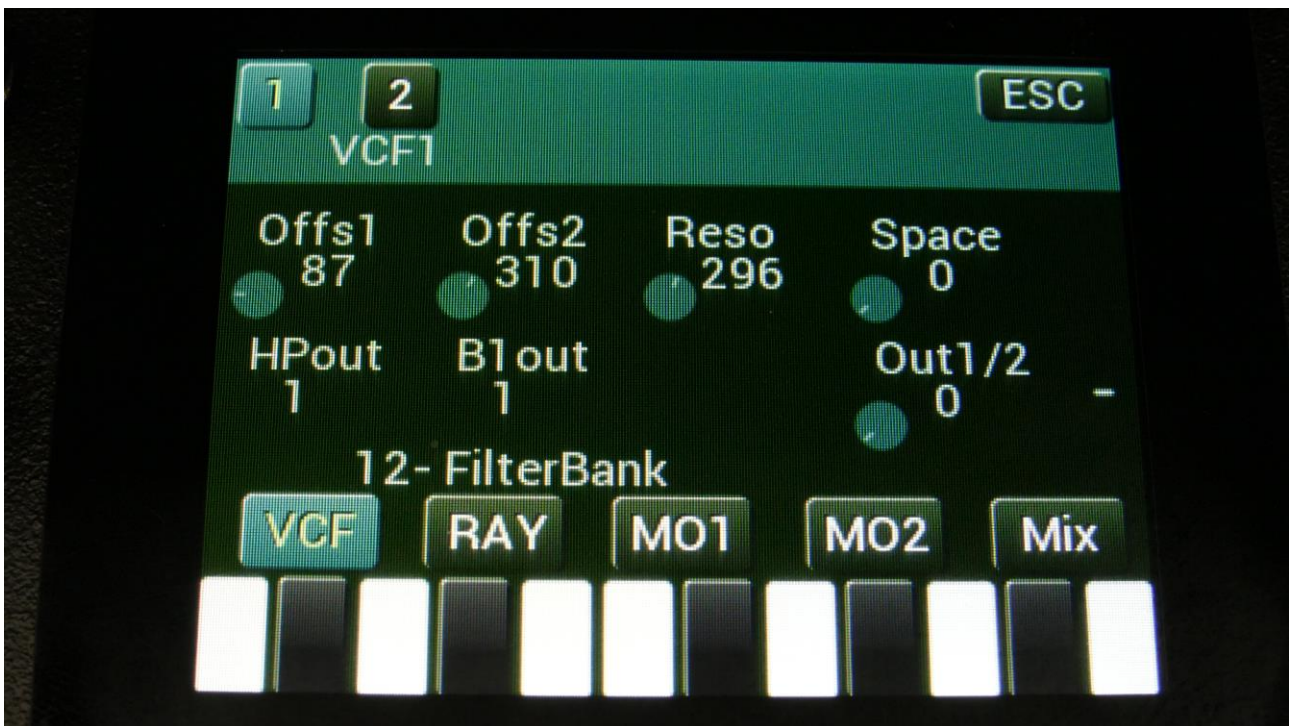 1 2 ESC
VCF1
Offs1 Offs2 Reso Space
87 310 296 0
HPout B1out Out1/2
1 1 0 -
12- FilterBank
VCF RAY MO1 MO2 Mix